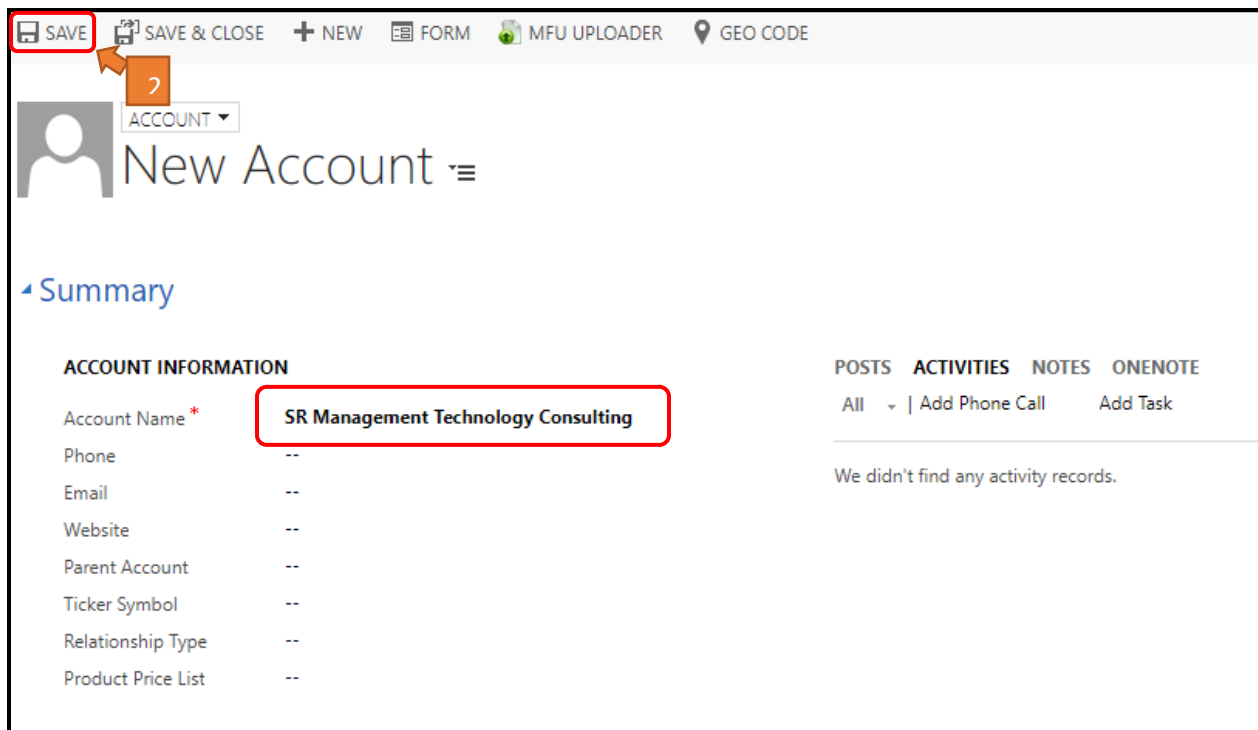 SAVE SAVE & CLOSE NEW FORM MFU UPLOADER GEO CODE
2
ACCOUNT
New Account
Summary
ACCOUNT INFORMATION
Account Name * SR Management Technology Consulting
Phone --
Email --
Website --
Parent Account --
Ticker Symbol --
Relationship Type --
Product Price List --
POSTS ACTIVITIES NOTES ONENOTE
All | Add Phone Call Add Task
We didn't find any activity records.